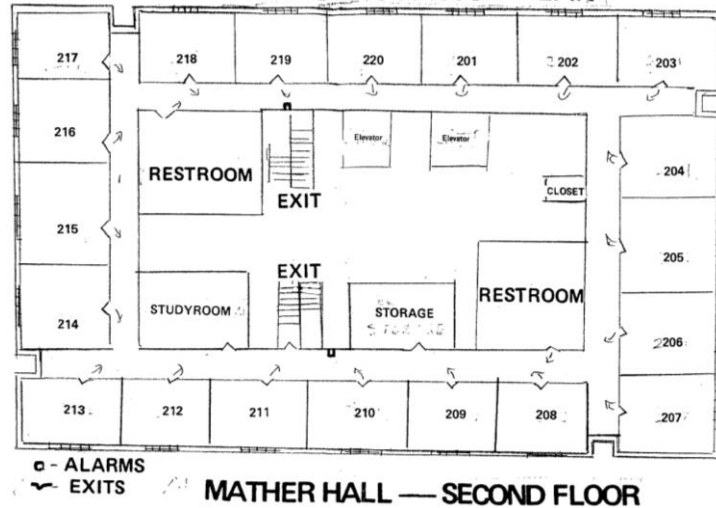 217
218
219
220
201
202
203
216
Elevator
Elevator
204
RESTROOM
CLOSET
EXIT
215
205
EXIT
RESTROOM
214
STUDYROOM
STORAGE
STORAGE
206
213
212
211
210
209
208
207
- ALARMS
- EXITS
MATHER HALL — SECOND FLOOR